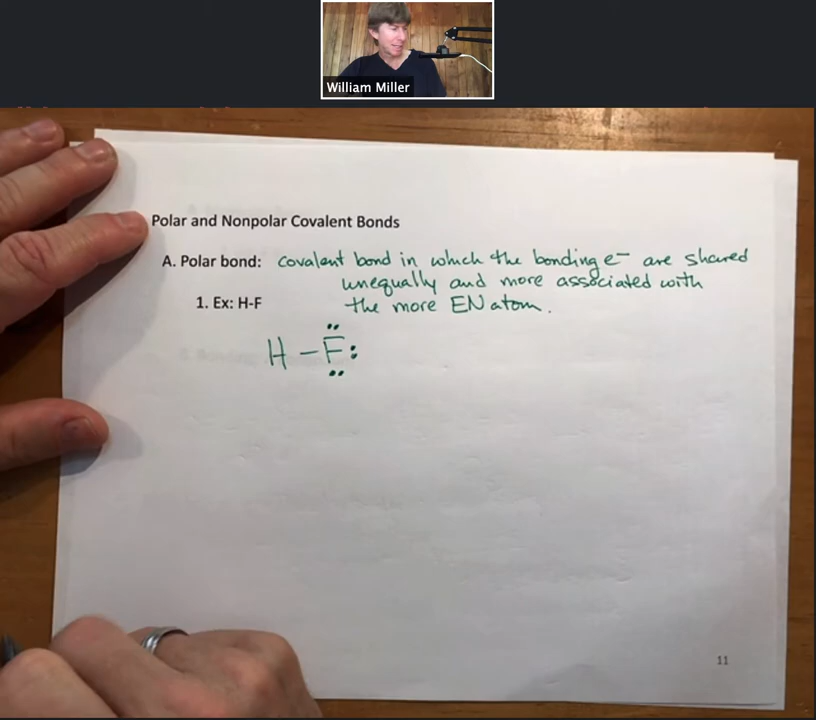 William Miller
Polar and Nonpolar Covalent Bonds
A. Polar bond: covalent bond in which the bonding e⁻ are shared
unequally and more associated with
1. Ex: H-F the more EN atom.
H – F
11